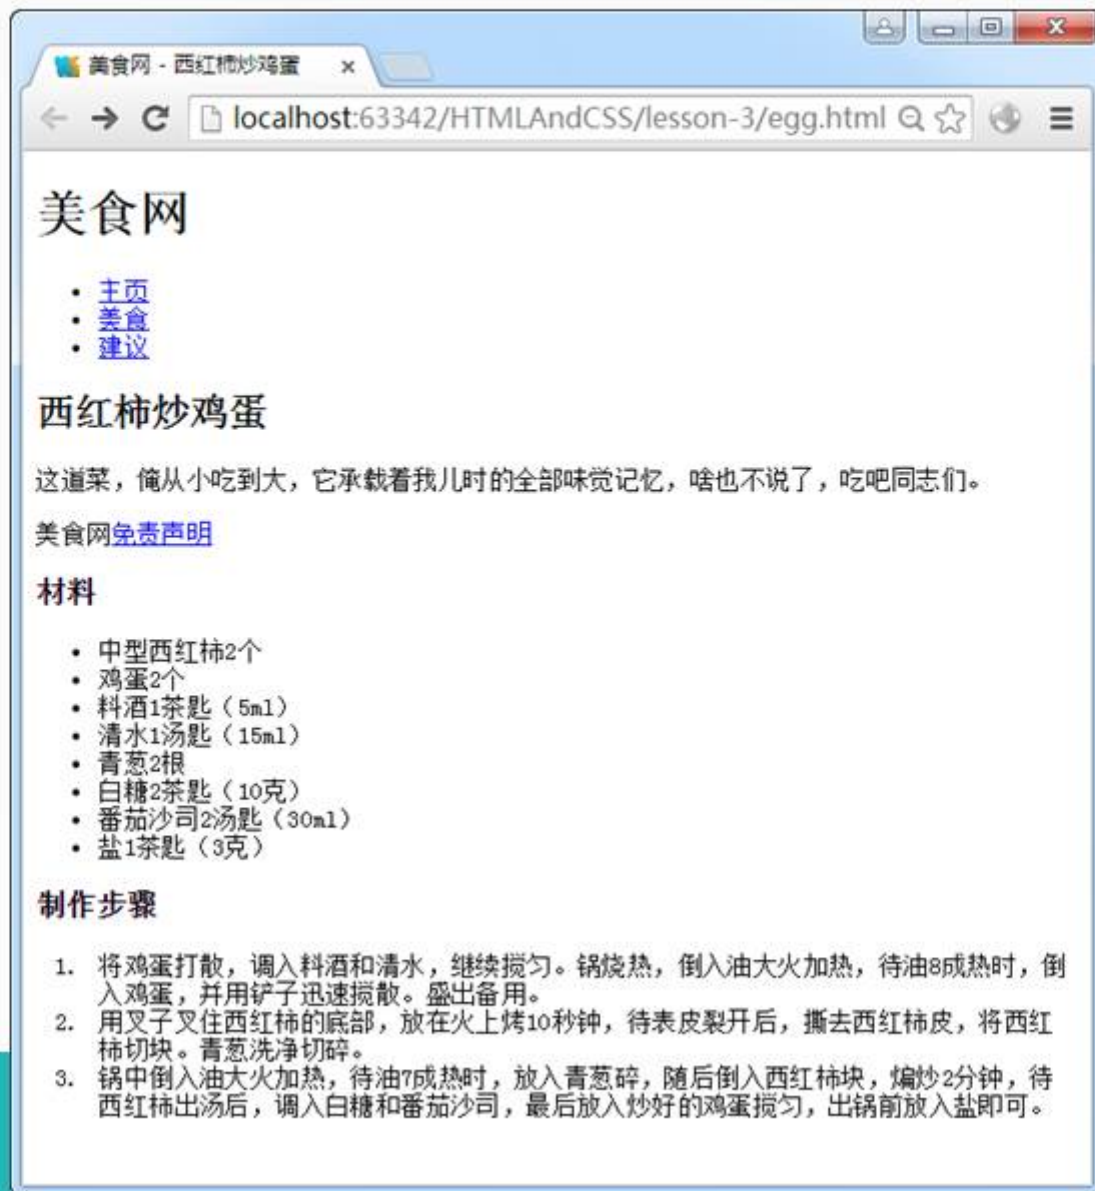 美食网 - 西红柿炒鸡蛋
localhost:63342/HTMLAndCSS/lesson-3/egg.html
美食网
主页
美食
建议
西红柿炒鸡蛋
这道菜，俺从小吃到大，它承载着我儿时的全部味觉记忆，啥也不说了，吃吧同志们。
美食网免责声明
材料
中型西红柿2个
鸡蛋2个
料酒1茶匙（5ml）
清水1汤匙（15ml）
青葱2根
白糖2茶匙（10克）
番茄沙司2汤匙（30ml）
盐1茶匙（3克）
制作步骤
1. 将鸡蛋打散，调入料酒和清水，继续搅匀。锅烧热，倒入油大火加热，待油8成热时，倒
入鸡蛋，并用铲子迅速搅散。盛出备用。
2. 用叉子叉住西红柿的底部，放在火上烤10秒钟，待表皮裂开后，撕去西红柿皮，将西红
柿切块。青葱洗净切碎。
3. 锅中倒入油大火加热，待油7成热时，放入青葱碎，随后倒入西红柿块，煸炒2分钟，待
西红柿出汤后，调入白糖和番茄沙司，最后放入炒好的鸡蛋搅匀，出锅前放入盐即可。